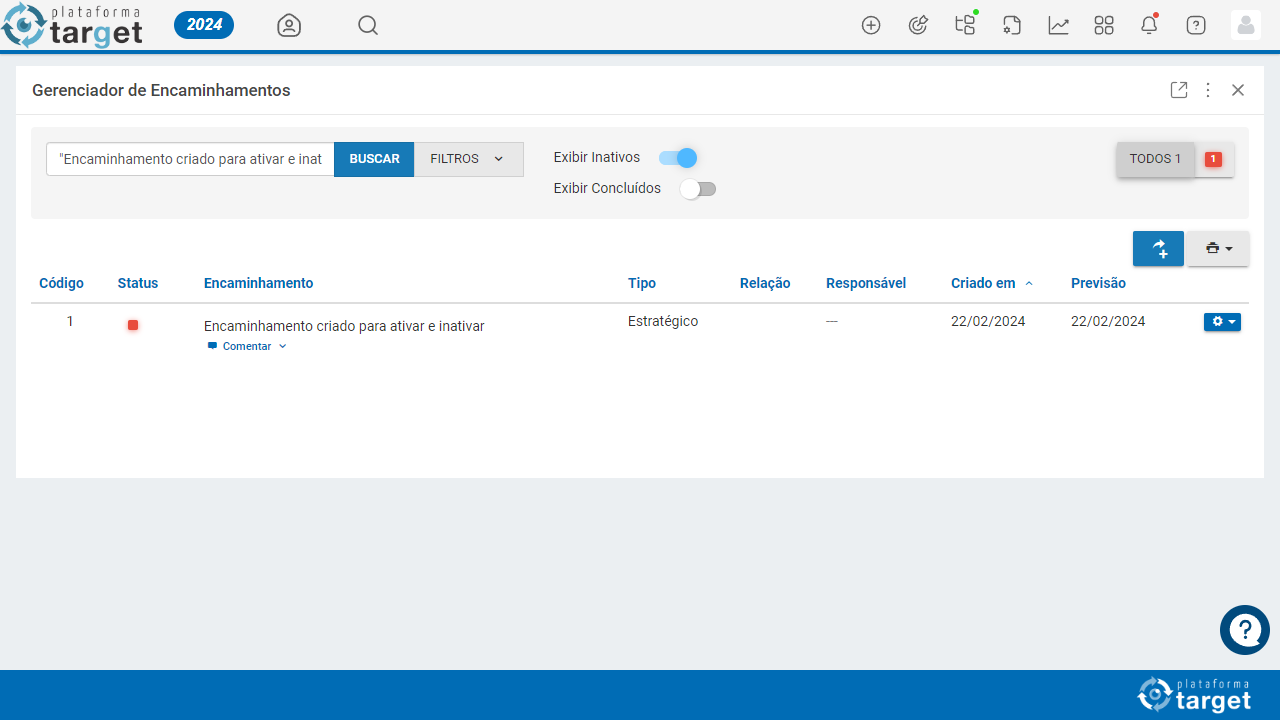 plataforma
target
2024
Gerenciador de Encaminhamentos
"Encaminhamento criado para ativar e inat
BUSCAR
FILTROS
Exibir Inativos
Exibir Concluídos
TODOS 1
1
Código
Status
Encaminhamento
Tipo
Relação
Responsável
Criado em
Previsão
1
Encaminhamento criado para ativar e inativar
Estratégico
---
22/02/2024
22/02/2024
Comentar
plataforma
target